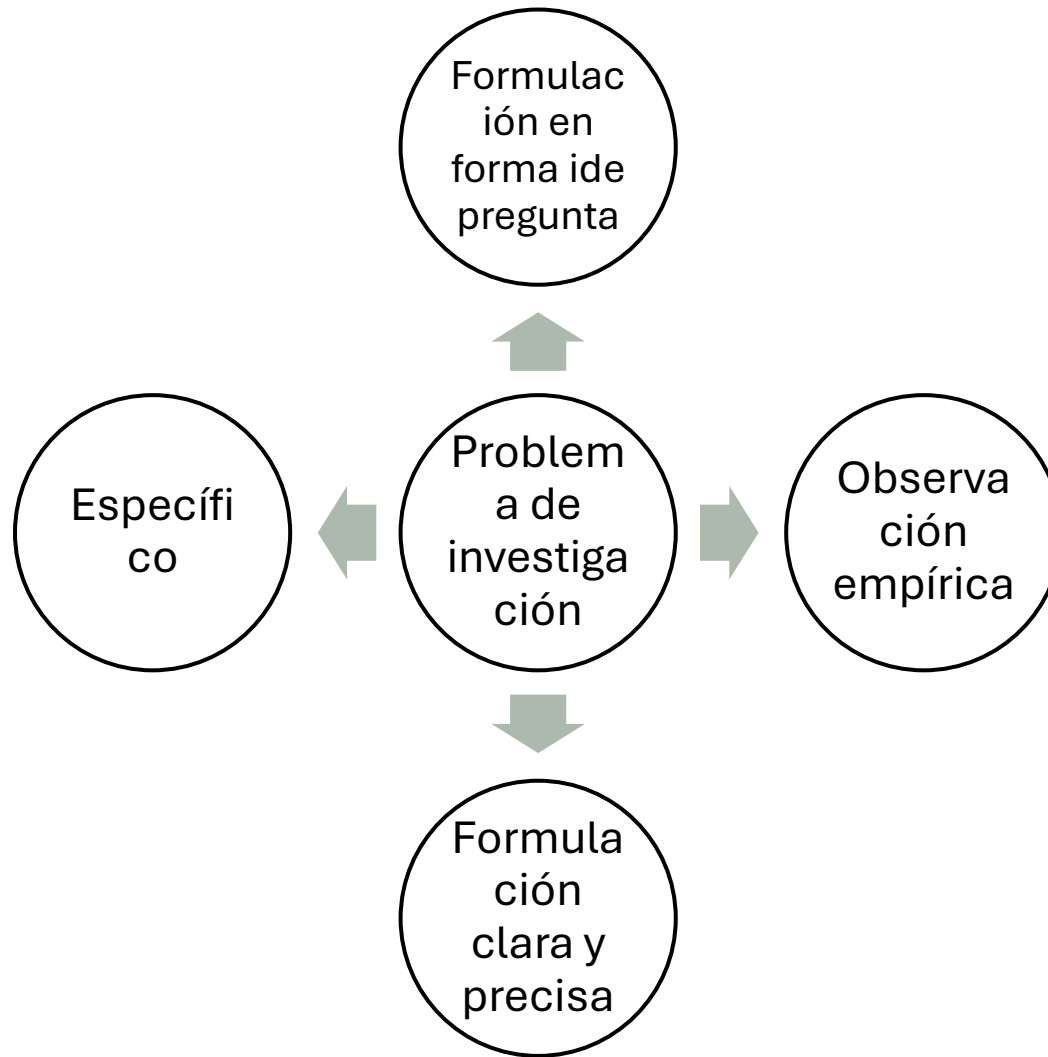 Formulac
ión en
forma ide
pregunta
Específi
co
Problem
a de
investiga
ción
Observa
ción
empírica
Formula
ción
clara y
precisa